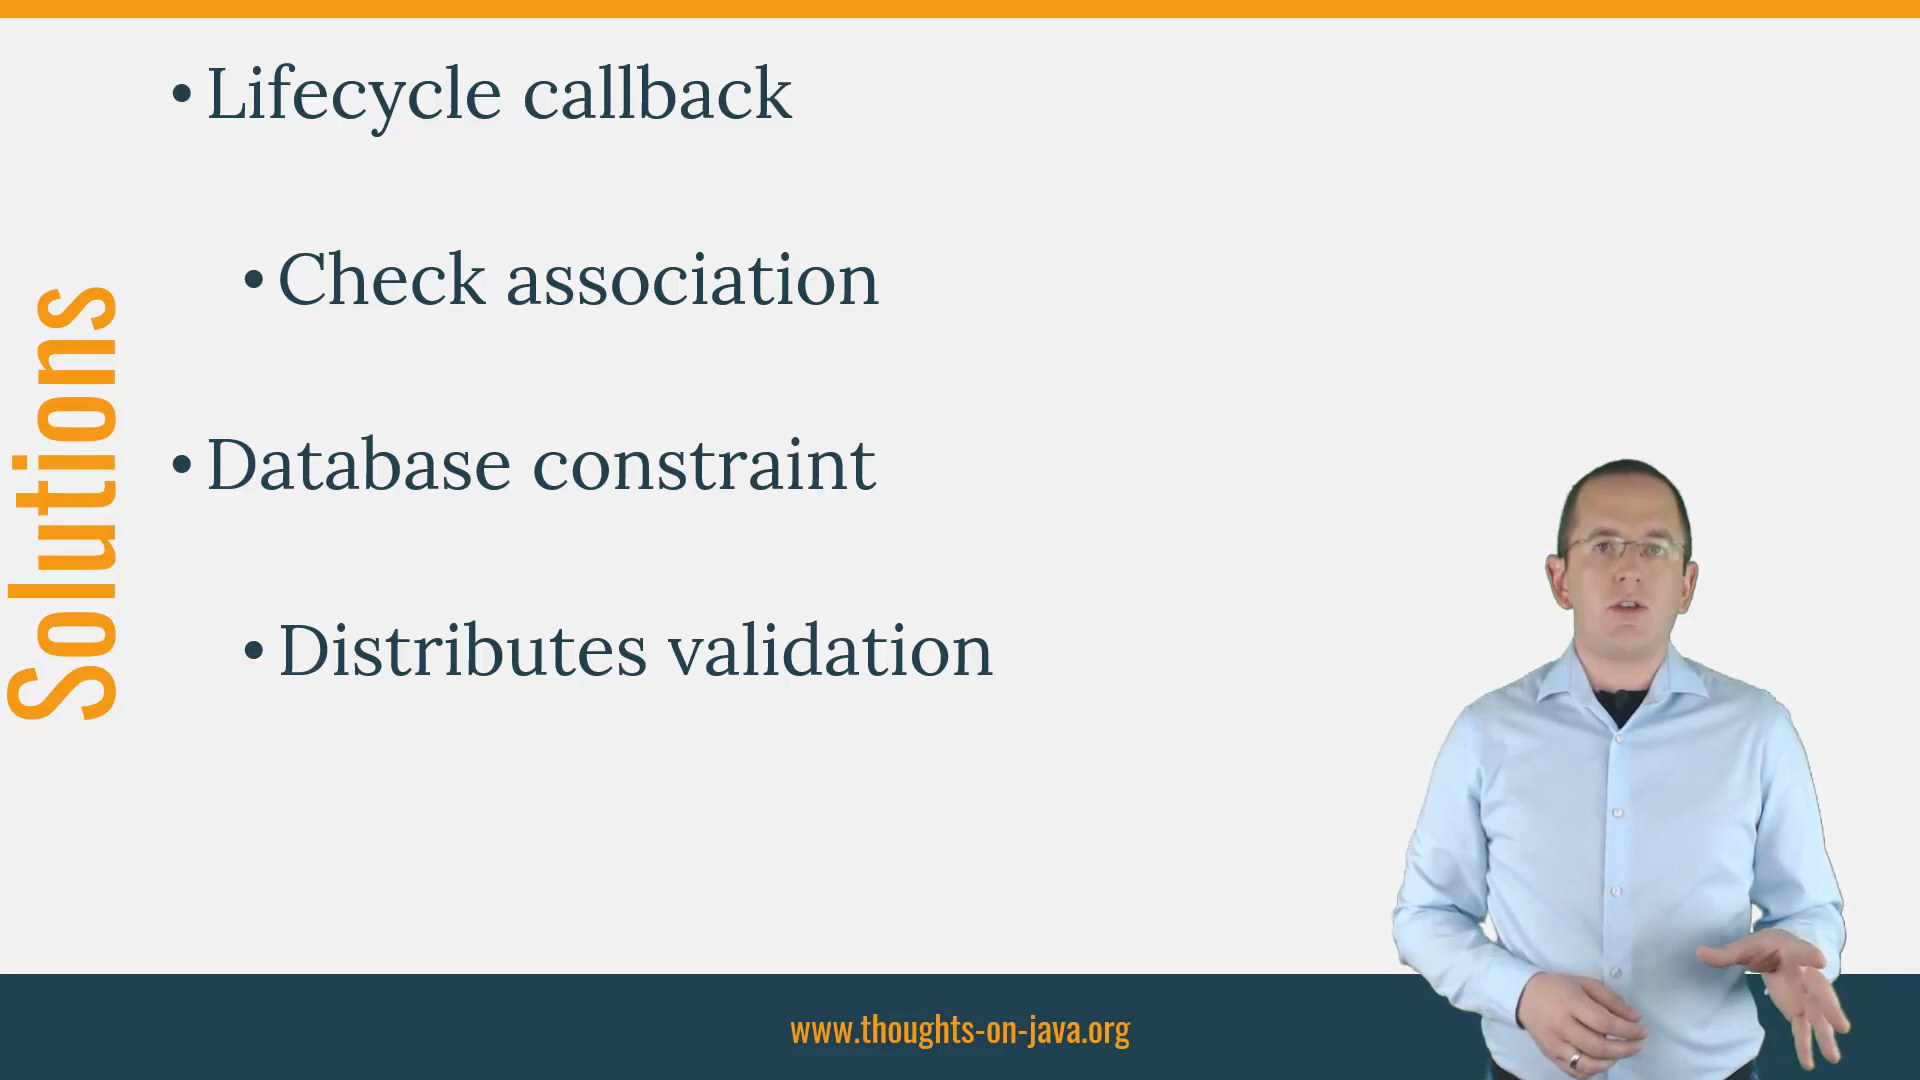 Solutions
• Lifecycle callback
• Check association
• Database constraint
• Distributes validation
www.thoughts-on-java.org